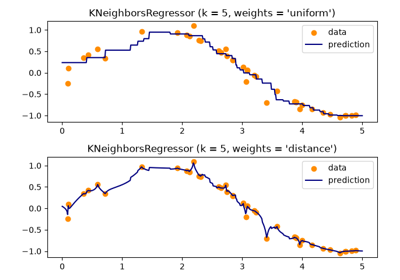 KNeighborsRegressor (k = 5, weights = 'uniform')
1.0
0.5
0.0
−0.5
−1.0
data
prediction
0 1 2 3 4 5
KNeighborsRegressor (k = 5, weights = 'distance')
1.0
0.5
0.0
−0.5
−1.0
data
prediction
0 1 2 3 4 5